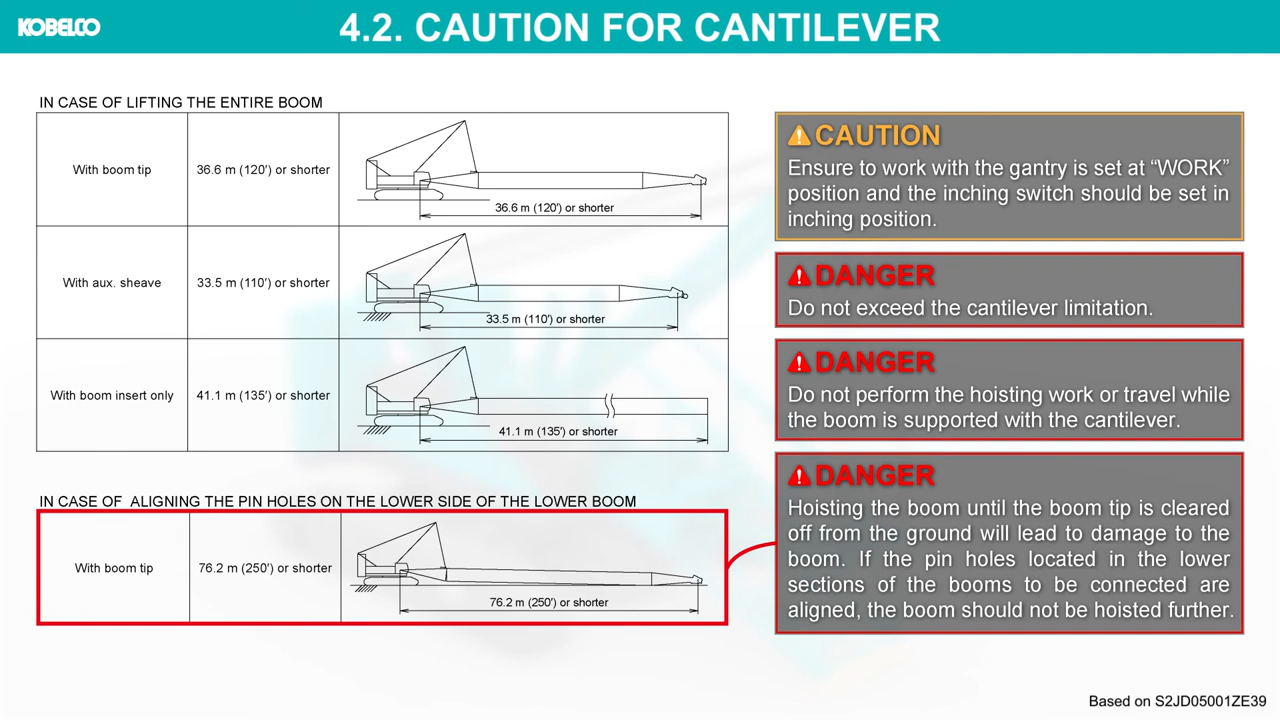 KOBELCO
4.2. CAUTION FOR CANTILEVER
IN CASE OF LIFTING THE ENTIRE BOOM
With boom tip
36.6 m (120′) or shorter
36.6 m (120′) or shorter
With aux. sheave
33.5 m (110′) or shorter
33.5 m (110′) or shorter
With boom insert only
41.1 m (135′) or shorter
41.1 m (135′) or shorter
IN CASE OF ALIGNING THE PIN HOLES ON THE LOWER SIDE OF THE LOWER BOOM
With boom tip
76.2 m (250′) or shorter
76.2 m (250′) or shorter
CAUTION
Ensure to work with the gantry is set at “WORK”
position and the inching switch should be set in
inching position.
DANGER
Do not exceed the cantilever limitation.
DANGER
Do not perform the hoisting work or travel while
the boom is supported with the cantilever.
DANGER
Hoisting the boom until the boom tip is cleared
off from the ground will lead to damage to the
boom. If the pin holes located in the lower
sections of the booms to be connected are
aligned, the boom should not be hoisted further.
Based on S2JD05001ZE39